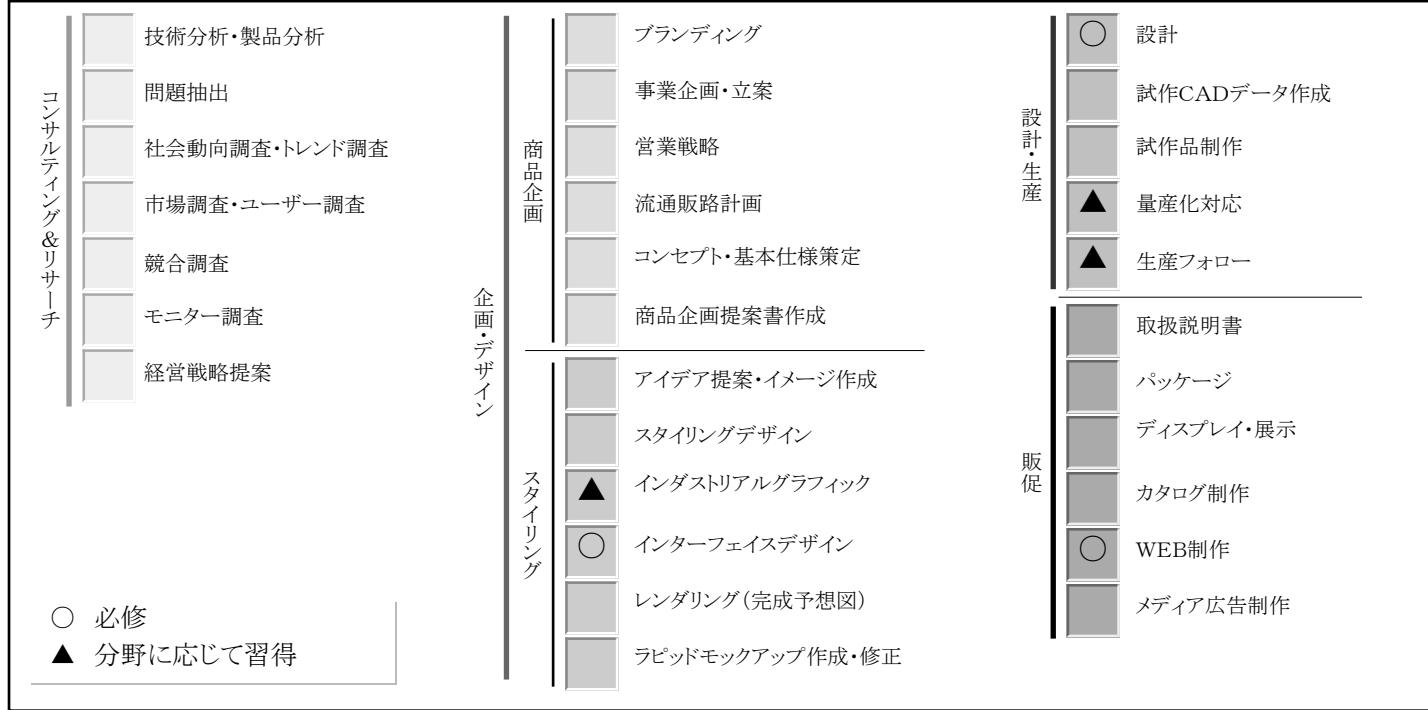 コンサルティング&リサーチ
技術分析・製品分析
問題抽出
社会動向調査・トレンド調査
市場調査・ユーザー調査
競合調査
モニター調査
経営戦略提案
企画・デザイン
商品企画
ブランディング
事業企画・立案
営業戦略
流通販路計画
コンセプト・基本仕様策定
商品企画提案書作成
スタイリング
アイデア提案・イメージ作成
スタイリングデザイン
▲ インダストリアルグラフィック
○ インターフェイスデザイン
レンダリング(完成予想図)
ラピッドモックアップ作成・修正
設計・生産
○ 設計
試作CADデータ作成
試作品制作
▲ 量産化対応
▲ 生産フォロー
販促
取扱説明書
パッケージ
ディスプレイ・展示
カタログ制作
○ WEB制作
メディア広告制作
○ 必修
▲ 分野に応じて習得